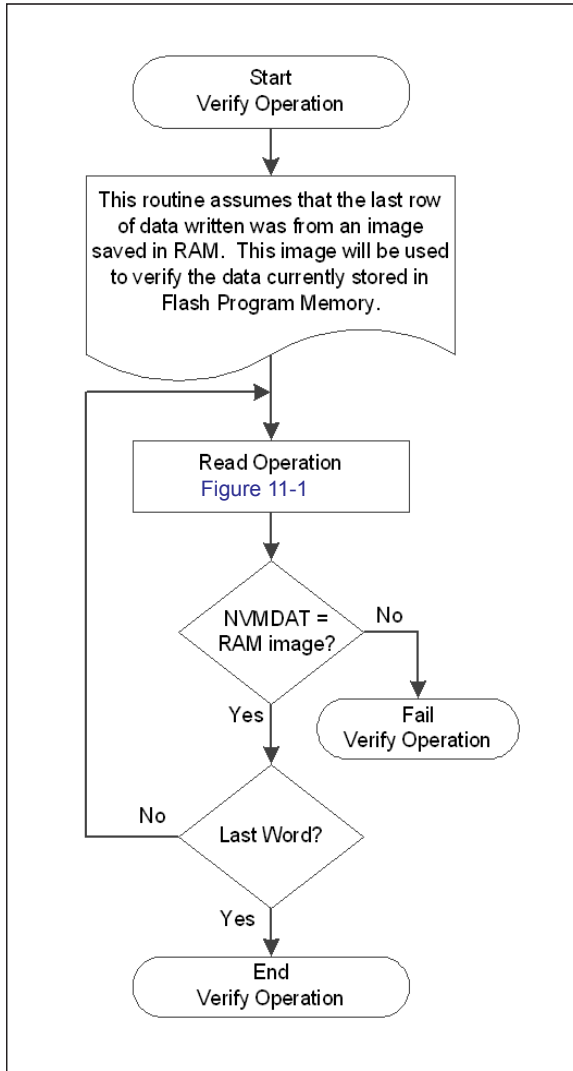 Start
Verify Operation
This routine assumes that the last row
of data written was from an image
saved in RAM. This image will be used
to verify the data currently stored in
Flash Program Memory.
Read Operation
Figure 11-1
NVMDAT =
RAM image?
No
Yes
Fail
Verify Operation
No
Last Word?
Yes
End
Verify Operation